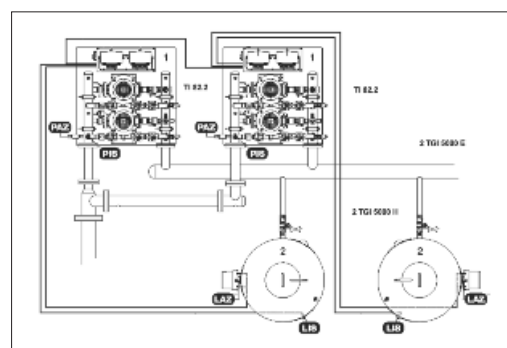 1
1
TI 82.2
TI 82.2
PAZ
PAZ
PIS
PIS
2 TGI 5000 E
2 TGI 5000 II
2
2
LAZ
LAZ
LIS
LIS